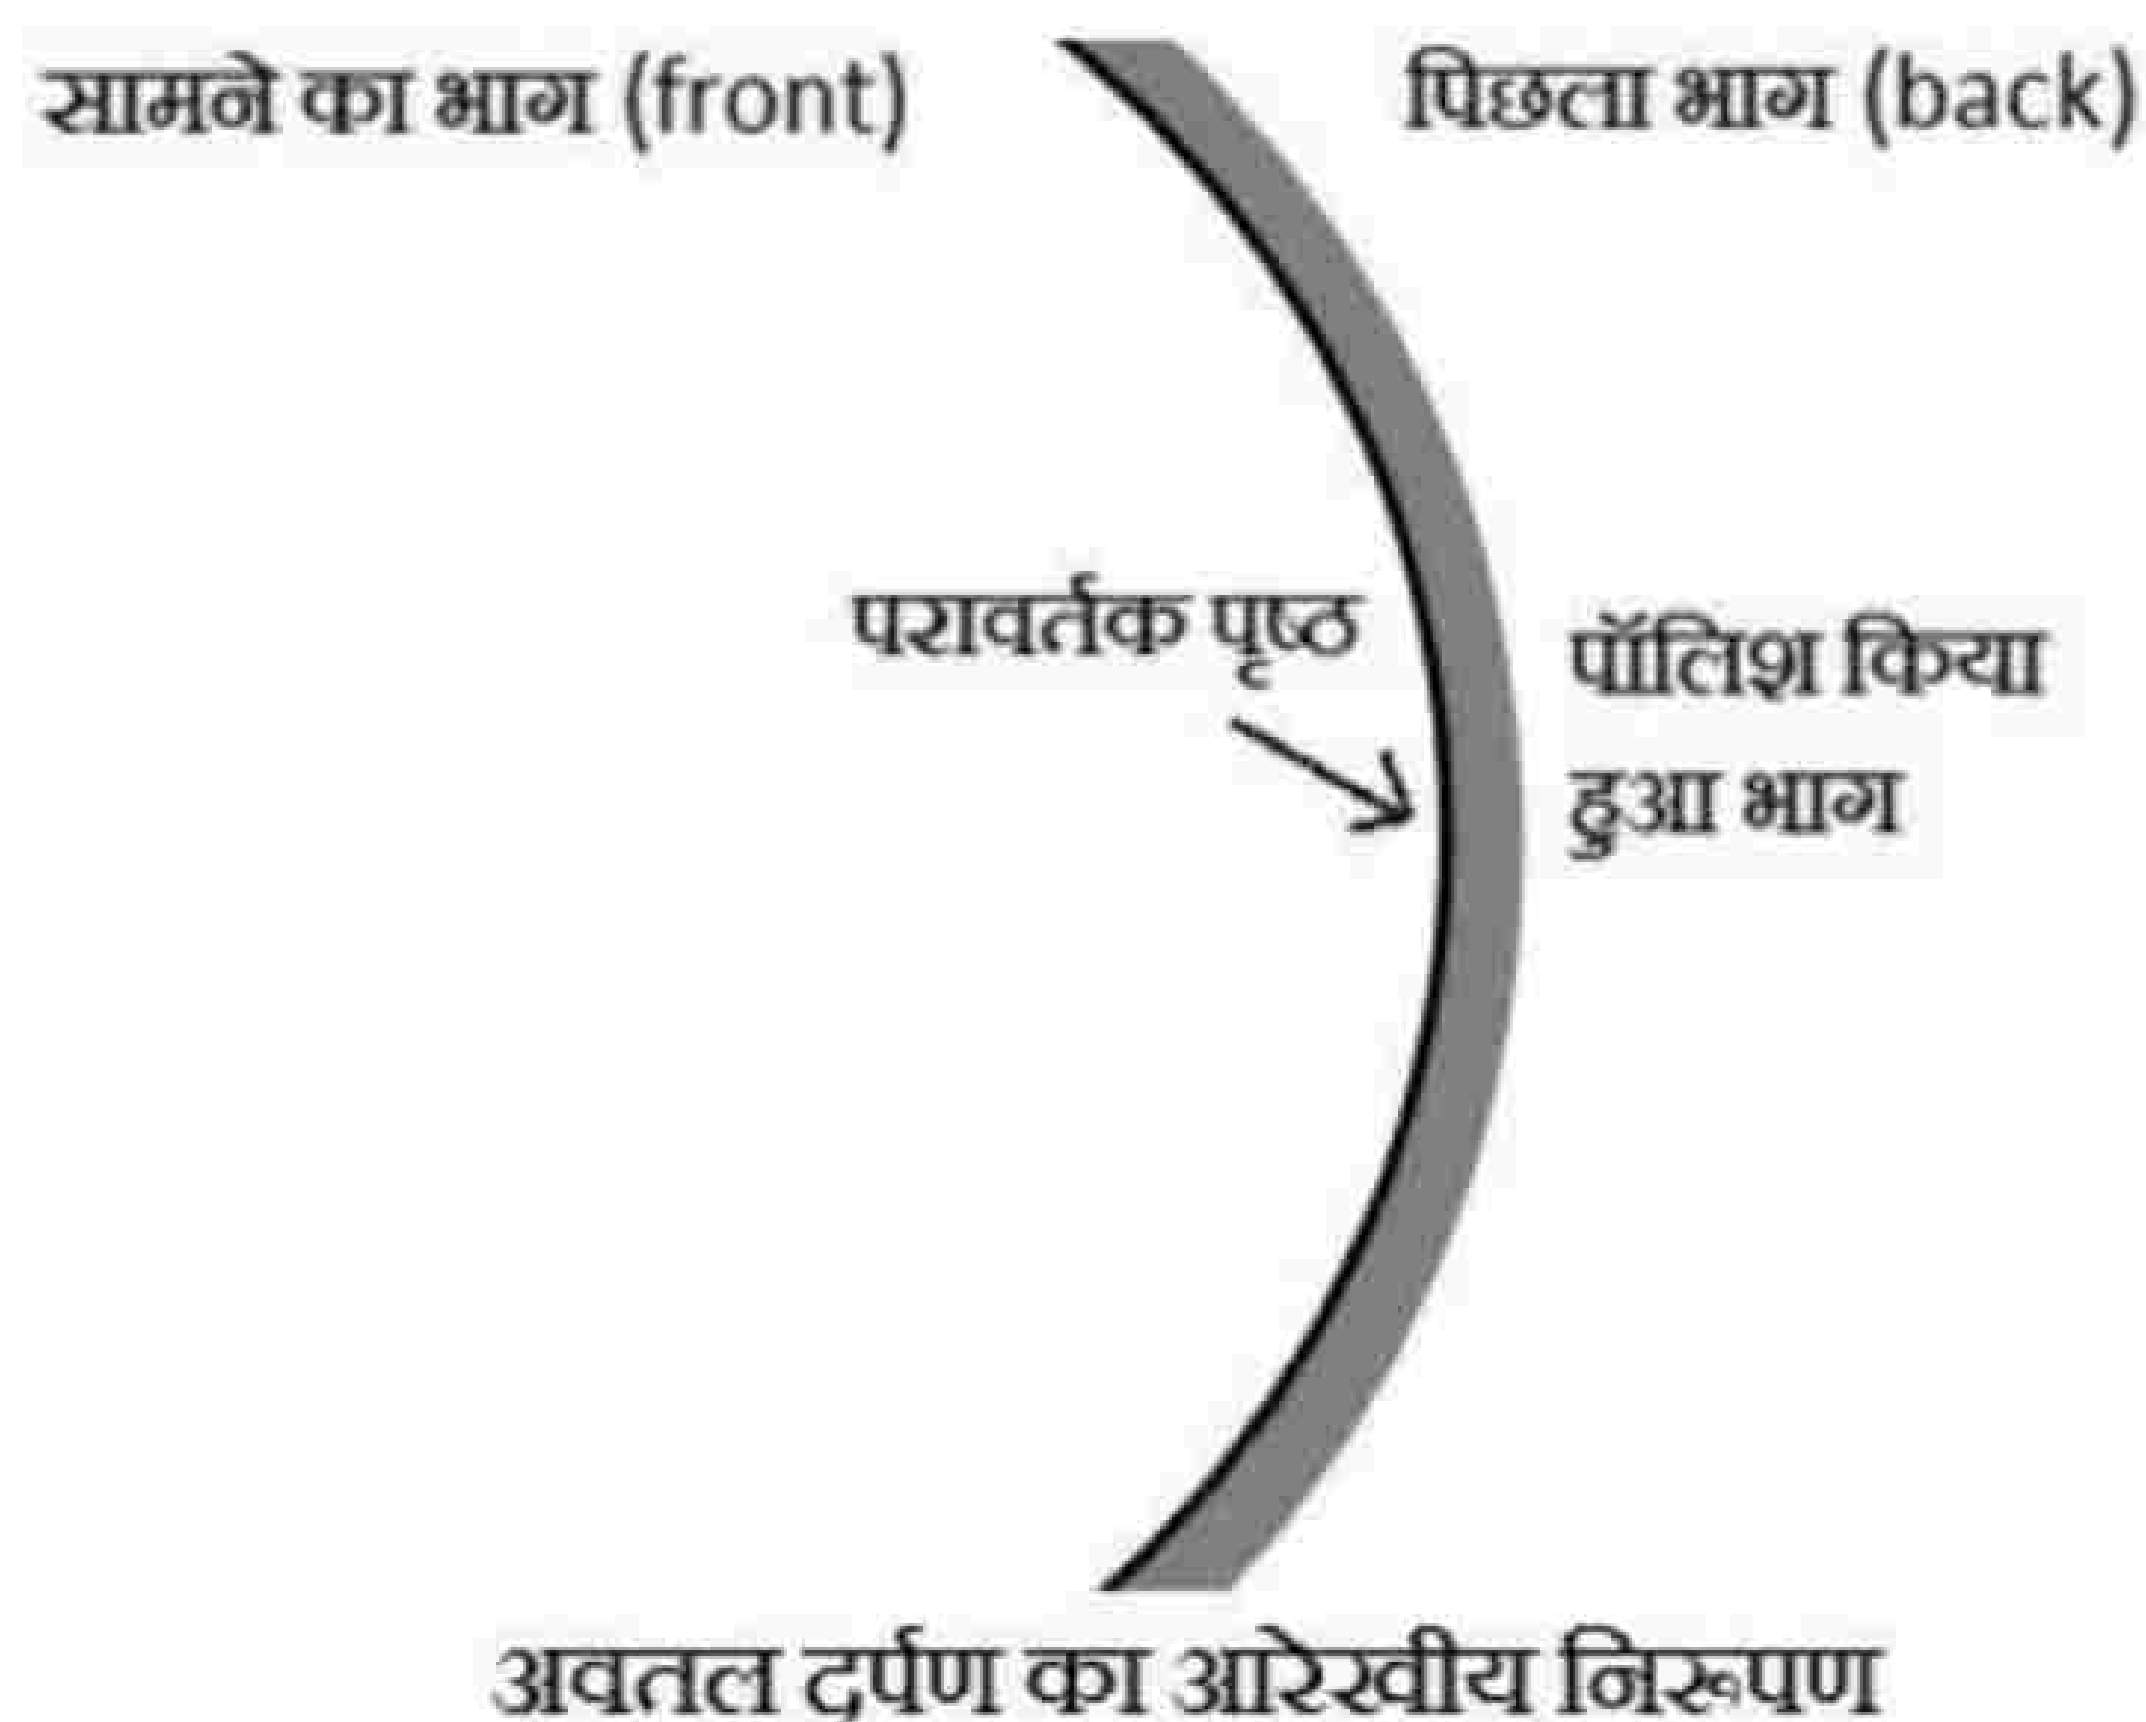 सामने का भाग (front)
पिछला भाग (back)
परावर्तक पृष्ठ
पॉलिश किया
हुआ भाग
अवतल दर्पण का आरेखीय निरूपण